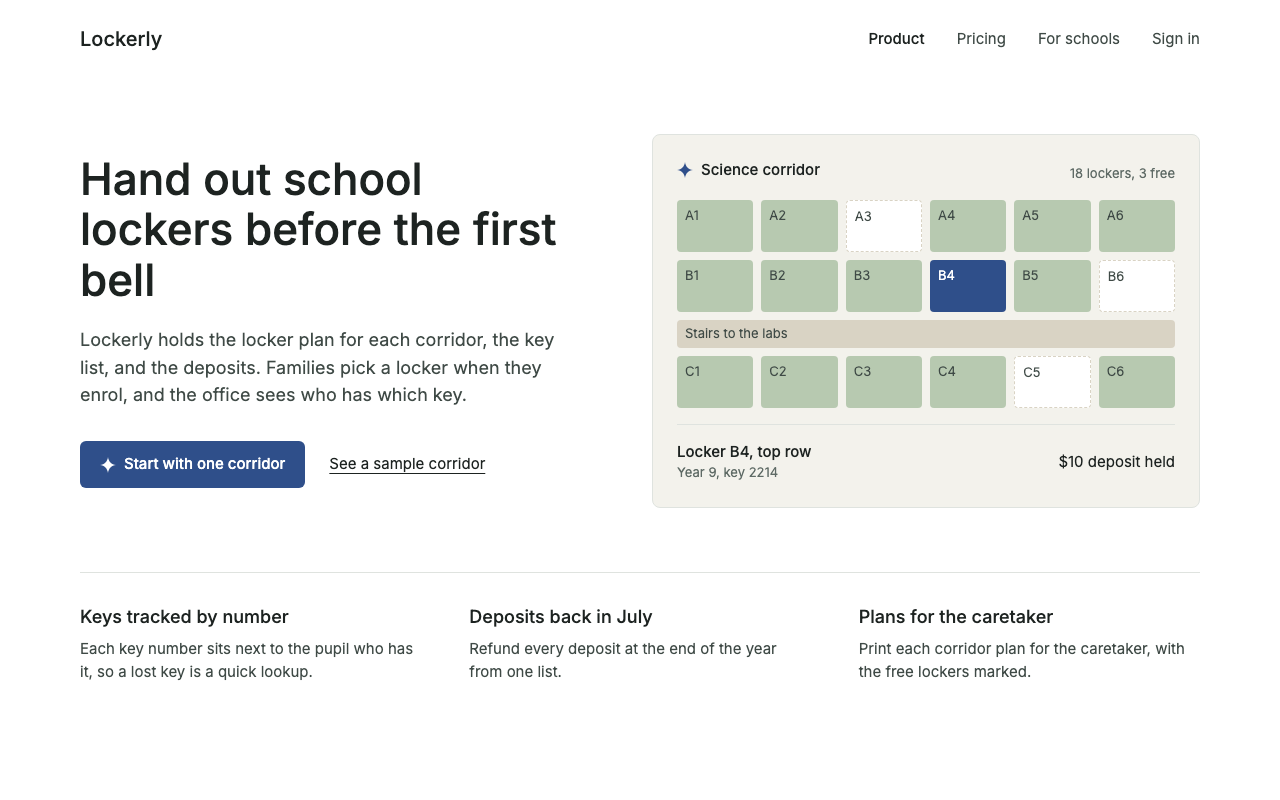 Lockerly
Product
Pricing
For schools
Sign in
Hand out school
lockers before the first
bell
Lockerly holds the locker plan for each corridor, the key
list, and the deposits. Families pick a locker when they
enrol, and the office sees who has which key.
Start with one corridor
See a sample corridor
Science corridor
18 lockers, 3 free
A1 A2 A3 A4 A5 A6
B1 B2 B3 B4 B5 B6
Stairs to the labs
C1 C2 C3 C4 C5 C6
Locker B4, top row
Year 9, key 2214
$10 deposit held
Keys tracked by number
Each key number sits next to the pupil who has
it, so a lost key is a quick lookup.
Deposits back in July
Refund every deposit at the end of the year
from one list.
Plans for the caretaker
Print each corridor plan for the caretaker, with
the free lockers marked.